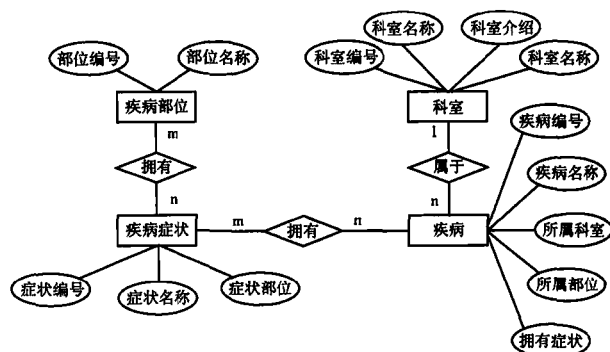 科室名称
科室介绍
部位编号
部位名称
科室编号
科室名称
疾病部位
科室
疾病编号
m
1
拥有
属于
疾病名称
n
n
疾病症状
m
拥有
n
疾病
所属科室
症状编号
症状名称
症状部位
所属部位
拥有症状